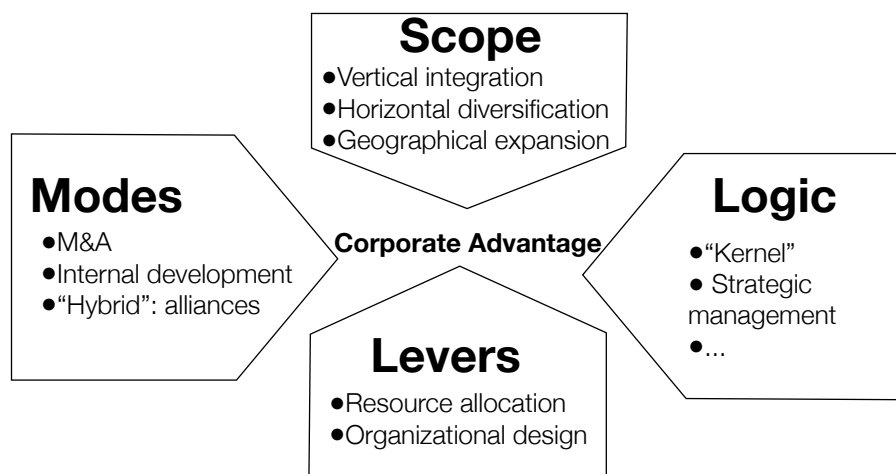 Scope
●Vertical integration
●Horizontal diversification
●Geographical expansion
Modes
●M&A
●Internal development
●“Hybrid”: alliances
Corporate Advantage
Logic
●“Kernel”
● Strategic
management
●...
Levers
●Resource allocation
●Organizational design